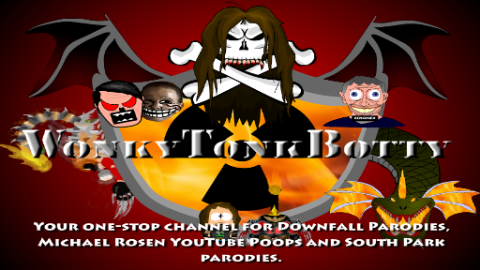 WonkyTonkBotty
Your one-stop channel for Downfall Parodies,
Michael Rosen YouTube Poops and South Park
parodies.